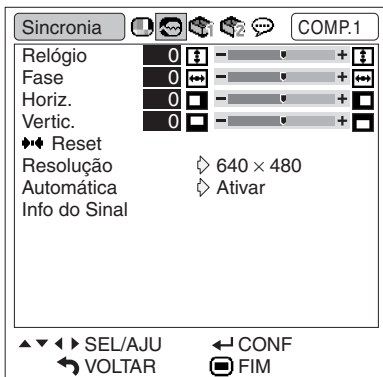 Sincronia COMP.1
Relógio 0 − +
Fase 0 − +
Horiz. 0 − +
Vertic. 0 − +
Reset
Resolução 640 × 480
Automática Ativar
Info do Sinal
SEL/AJU CONF
VOLTAR FIM